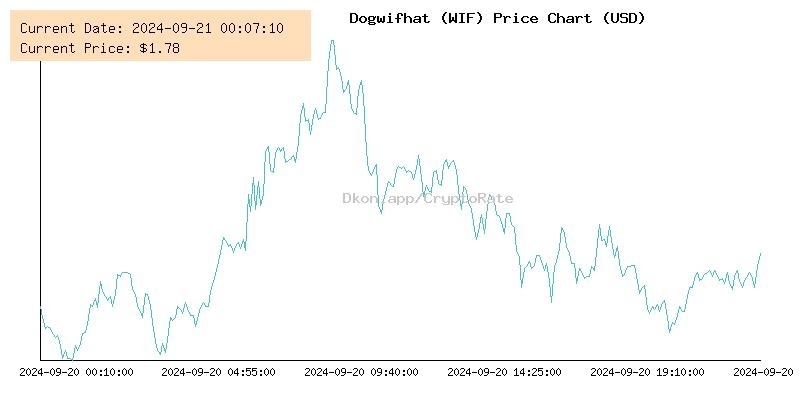 Dogwifhat (WIF) Price Chart (USD)
Current Date: 2024-09-21 00:07:10
Current Price: $1.78
Dkon.app/CryptoRate
2024-09-20 00:10:00 2024-09-20 04:55:00 2024-09-20 09:40:00 2024-09-20 14:25:00 2024-09-20 19:10:00 2024-09-20